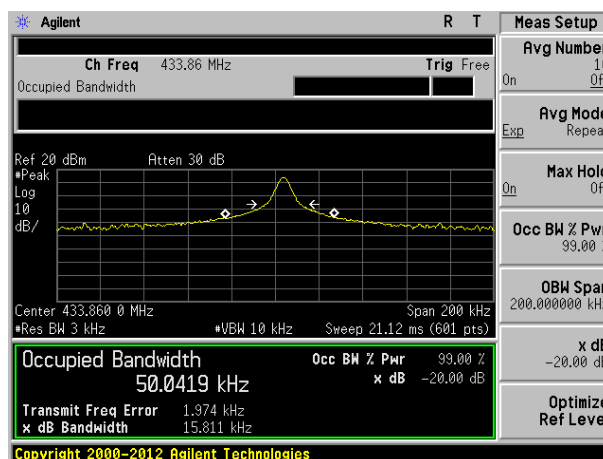 Agilent R T Meas Setup
Ch Freq 433.86 MHz Trig Free
Occupied Bandwidth
Ref 20 dBm Atten 30 dB
#Peak
Log
10
dB/
Center 433.860 0 MHz Span 200 kHz
#Res BW 3 kHz #VBW 10 kHz Sweep 21.12 ms (601 pts)
Occupied Bandwidth Occ BW % Pwr 99.00 %
50.0419 kHz x dB -20.00 dB
Transmit Freq Error 1.974 kHz
x dB Bandwidth 15.811 kHz
Copyright 2000-2012 Agilent Technologies
Avg Number
On
Avg Mode
Exp Repeat
Max Hold
On
Occ BW % Pwr
99.00
OBW Span
200.000000 kHz
x dB
-20.00 dB
Optimize
Ref Level